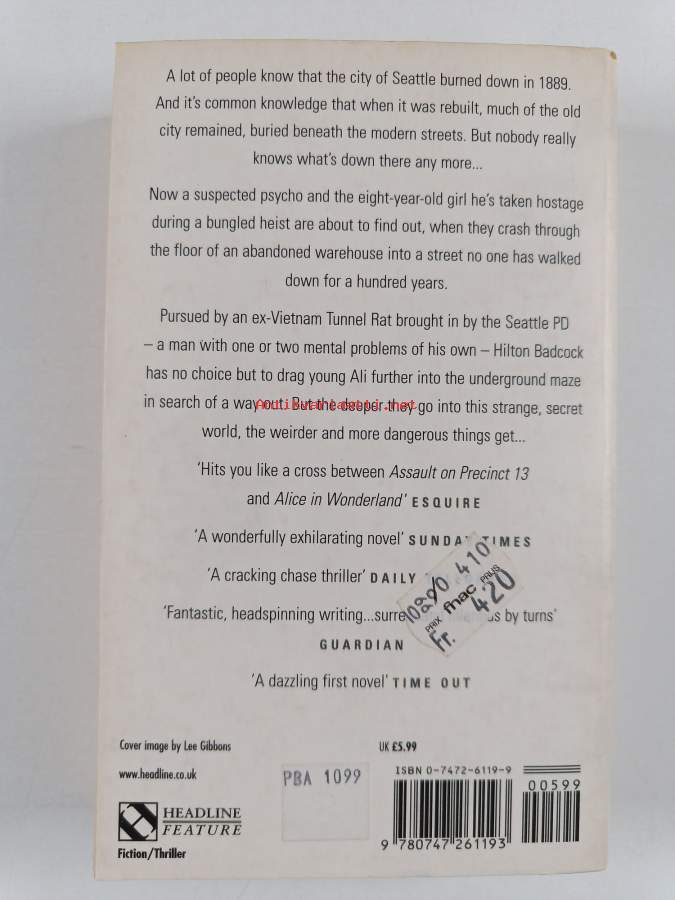 A lot of people know that the city of Seattle burned down in 1889.
And it's common knowledge that when it was rebuilt, much of the old
city remained, buried beneath the modern streets. But nobody really
knows what's down there any more...
Now a suspected psycho and the eight-year-old girl he's taken hostage
during a bungled heist are about to find out, when they crash through
the floor of an abandoned warehouse into a street no one has walked
down for a hundred years.
Pursued by an ex-Vietnam Tunnel Rat brought in by the Seattle PD
– a man with one or two mental problems of his own – Hilton Badcock
has no choice but to drag young Ali further into the underground maze
in search of a way out. But the deeper they go into this strange, secret
world, the weirder and more dangerous things get...
'Hits you like a cross between Assault on Precinct 13
and Alice in Wonderland' ESQUIRE
'A wonderfully exhilarating novel' SUNDAY TIMES
'A cracking chase thriller' DAILY
'Fantastic, headspinning writing...surre by turns'
GUARDIAN
'A dazzling first novel' TIME OUT
410
PRIX fnac PRIJS
Fr. 420
Cover image by Lee Gibbons
UK £5.99
www.headline.co.uk
PBA 1099
ISBN 0-7472-6119-9
00599
9 780747 261193
HEADLINE
FEATURE
Fiction/Thriller